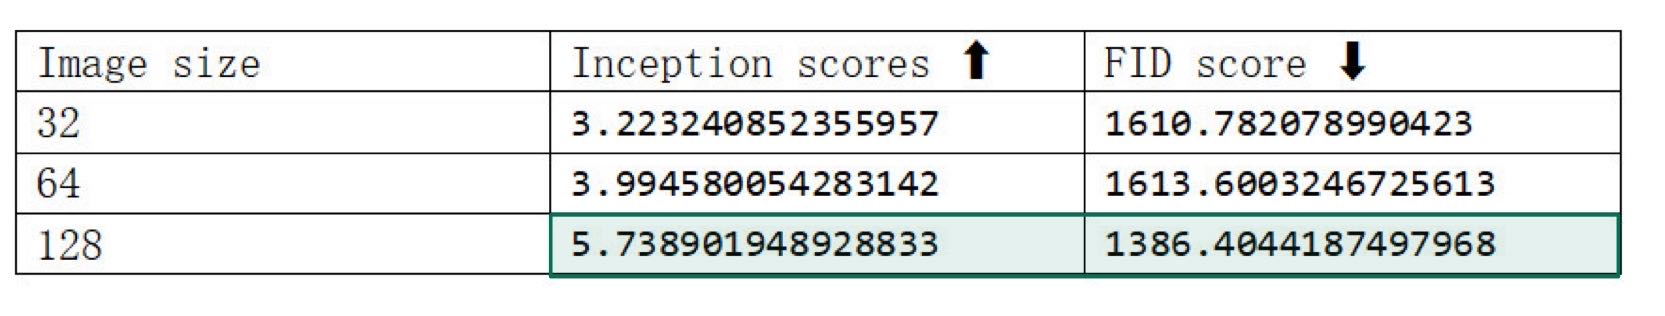 Image size Inception scores ⬆ FID score ⬇
32 3.223240852355957 1610.782078990423
64 3.994580054283142 1613.6003246725613
128 5.738901948928833 1386.4044187497968